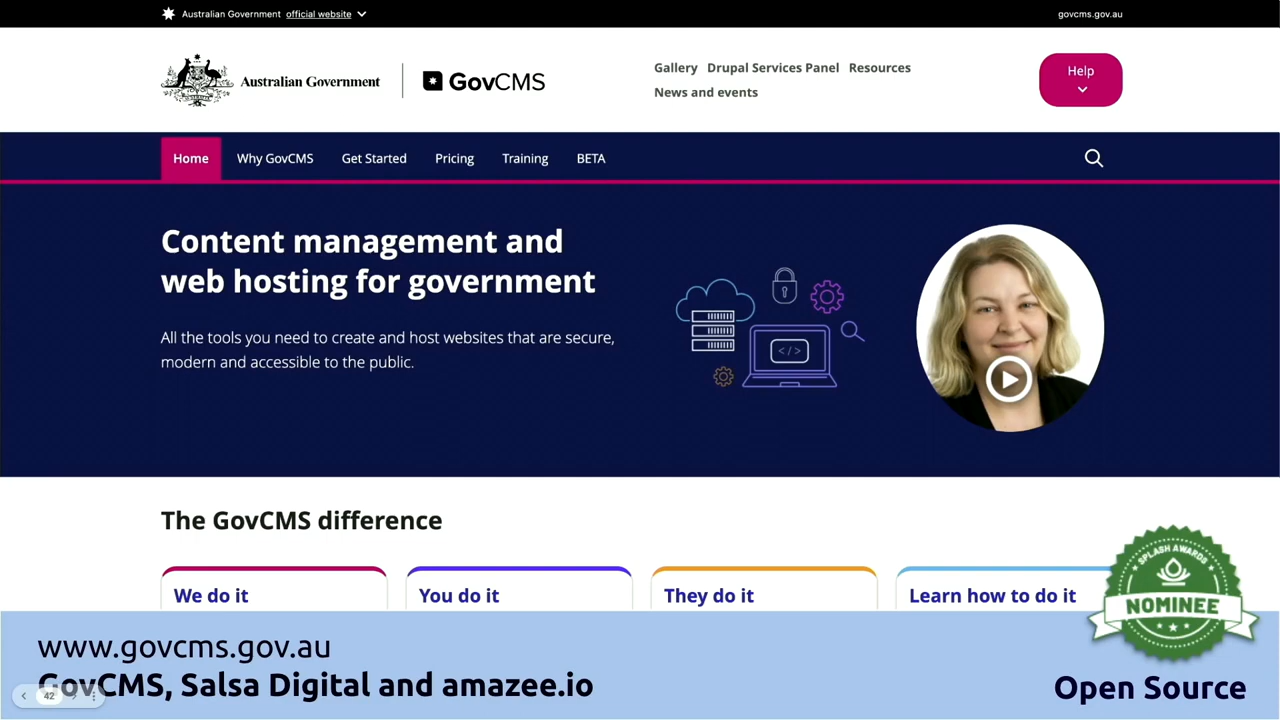 Australian Government official website
govcms.gov.au
Australian Government
GovCMS
Gallery Drupal Services Panel Resources
News and events
Help
Home Why GovCMS Get Started Pricing Training BETA
Content management and
web hosting for government
All the tools you need to create and host websites that are secure,
modern and accessible to the public.
</>
The GovCMS difference
We do it
You do it
They do it
Learn how to do it
SPLASH AWARDS
NOMINEE
www.govcms.gov.au
GovCMS, Salsa Digital and amazee.io
42
Open Source